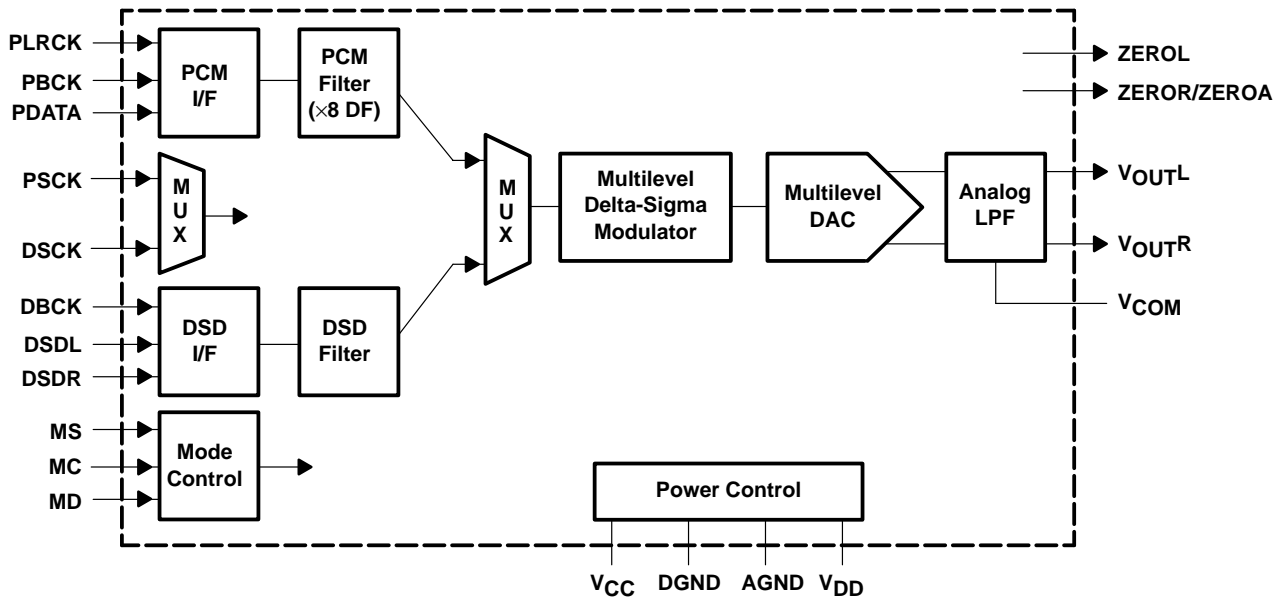 PLRCK
PBCK
PDATA
PCM
I/F
PCM
Filter
(×8 DF)
ZEROL
ZEROR/ZEROA
PSCK
DSCK
MUX
MUX
Multilevel
Delta-Sigma
Modulator
Multilevel
DAC
Analog
LPF
VOUTL
VOUTR
VCOM
DBCK
DSDL
DSDR
DSD
I/F
DSD
Filter
MS
MC
MD
Mode
Control
Power Control
VCC DGND AGND VDD